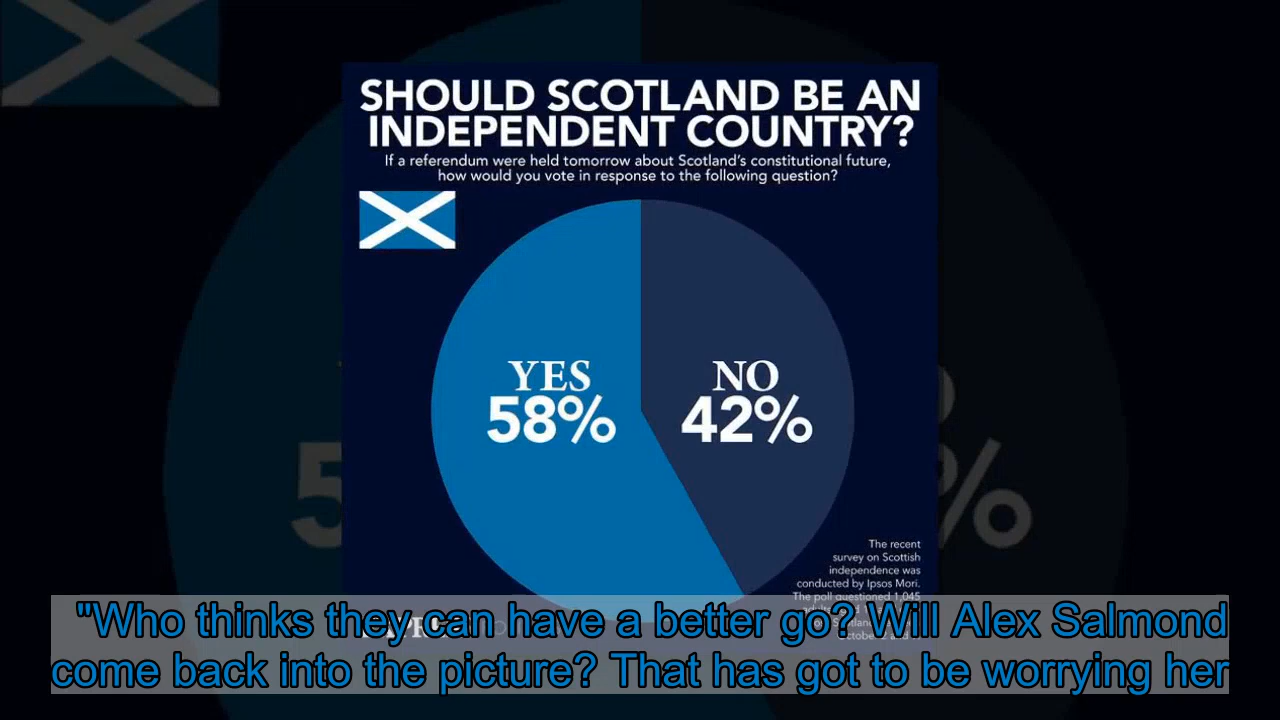 SHOULD SCOTLAND BE AN
INDEPENDENT COUNTRY?
If a referendum were held tomorrow about Scotland's constitutional future,
how would you vote in response to the following question?
YES
58%
NO
42%
The recent
survey on Scottish
independence was
conducted by Ipsos Mori.
The poll questioned 1,045
"Who thinks they can have a better go? Will Alex Salmond
come back into the picture? That has got to be worrying her